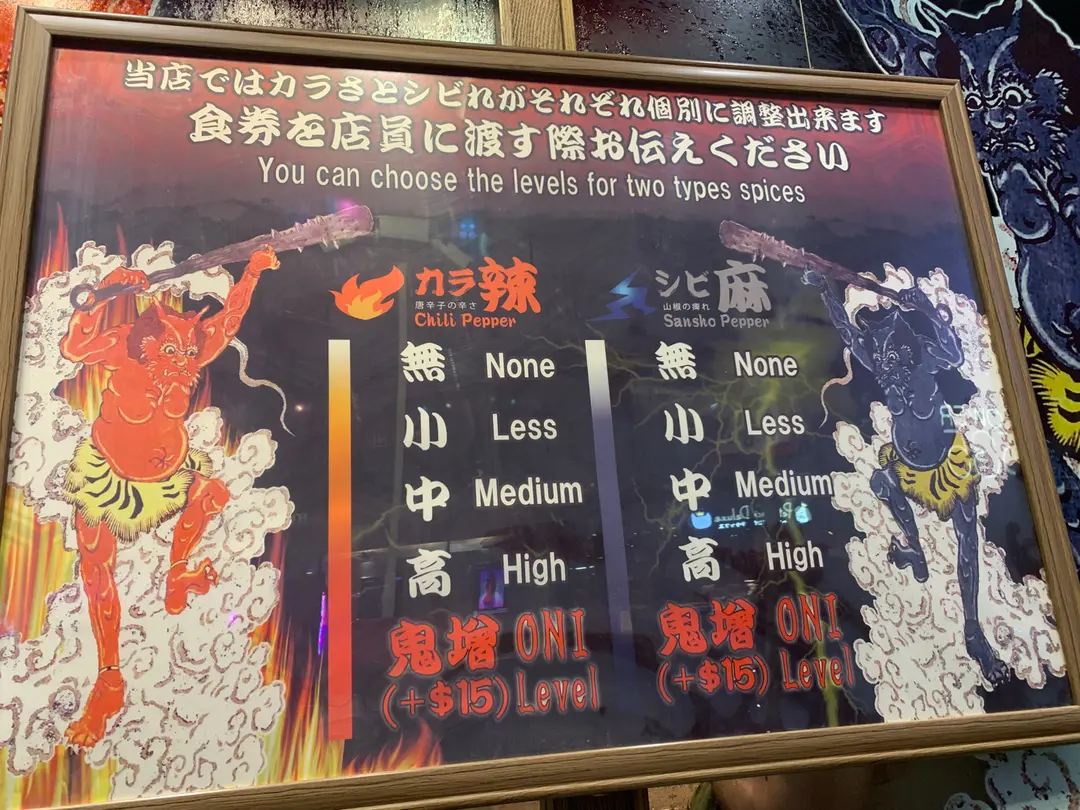 当店ではカラさとシビれがそれぞれ個別に調整出来ます
食券を店員に渡す際お伝えください
You can choose the levels for two types spices
カラ 辣
唐辛子の辛さ
Chili Pepper
シビ 麻
山椒の痺れ
Sansho Pepper
無 None
小 Less
中 Medium
高 High
鬼増 ONI
(+$15) Level
無 None
小 Less
中 Medium
高 High
鬼増 ONI
(+$15) Level